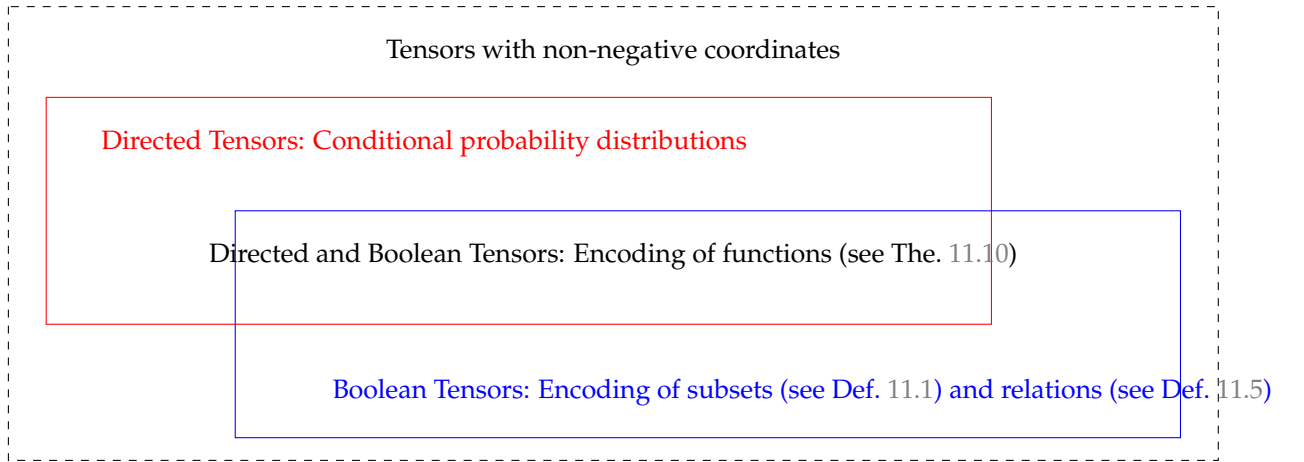 Tensors with non-negative coordinates
Directed Tensors: Conditional probability distributions
Directed and Boolean Tensors: Encoding of functions (see The. 11.10)
Boolean Tensors: Encoding of subsets (see Def. 11.1) and relations (see Def. 11.5)